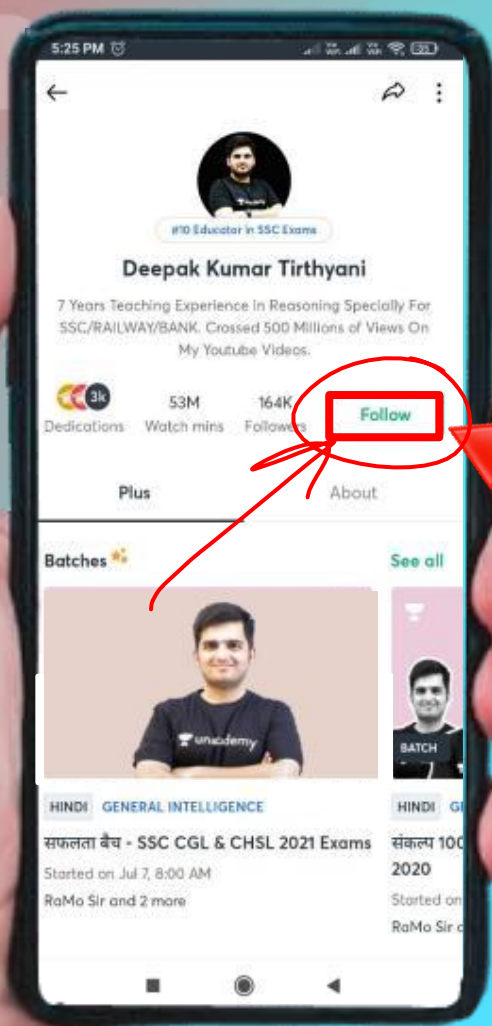 5:25 PM
#10 Educator in SSC Exams
Deepak Kumar Tirthyani
7 Years Teaching Experience In Reasoning Specially For
SSC/RAILWAY/BANK. Crossed 500 Millions of Views On
My Youtube Videos.
3k 53M 164K Follow
Dedications Watch mins Followers
Plus About
Batches See all
unacademy
BATCH
HINDI GENERAL INTELLIGENCE HINDI
सफलता बैच - SSC CGL & CHSL 2021 Exams संकल्प 100
2020
Started on Jul 7, 8:00 AM Started on
RaMo Sir and 2 more RaMo Sir